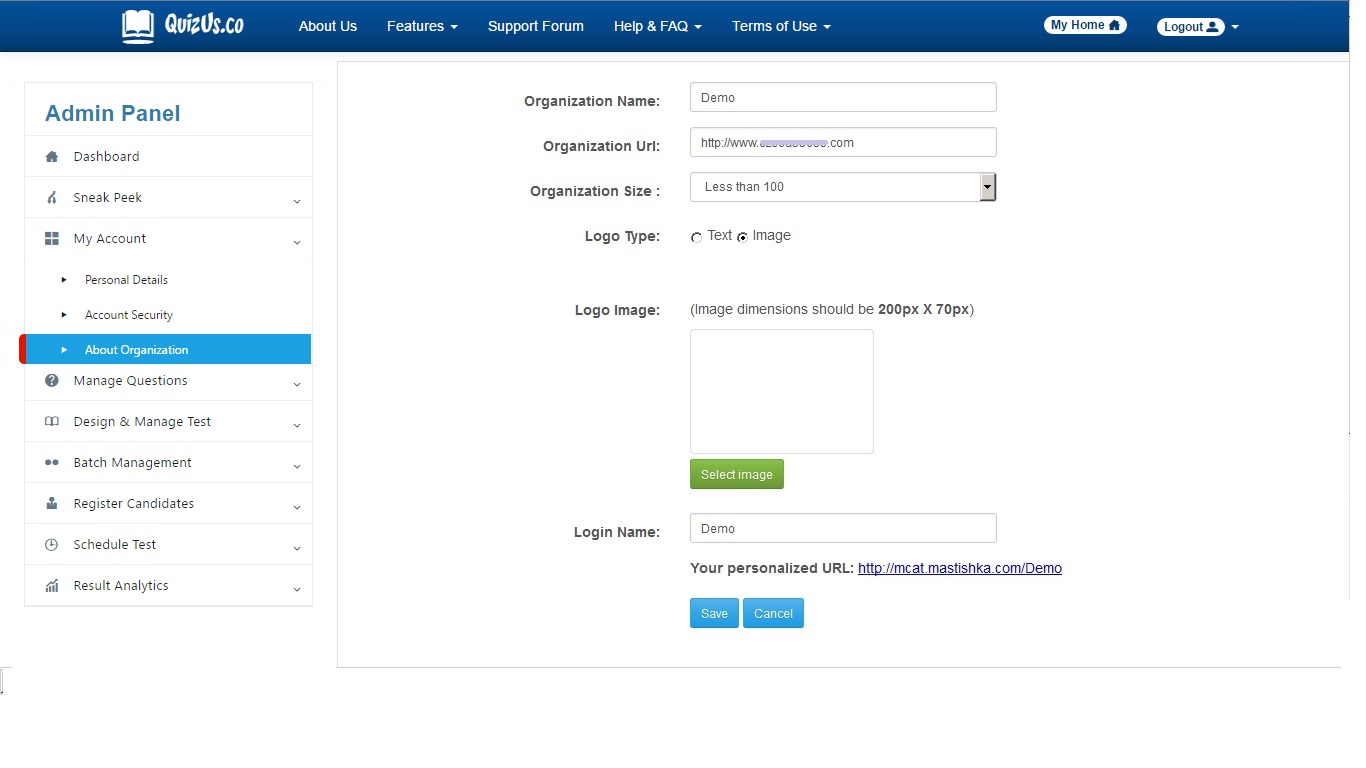 QuizUs.co
About Us Features Support Forum Help & FAQ Terms of Use My Home Logout
Admin Panel
Dashboard
Sneak Peek
My Account
Personal Details
Account Security
About Organization
Manage Questions
Design & Manage Test
Batch Management
Register Candidates
Schedule Test
Result Analytics
Organization Name: Demo
Organization Url: http://www. .com
Organization Size : Less than 100
Logo Type: Text Image
Logo Image: (Image dimensions should be 200px X 70px)
Select image
Login Name: Demo
Your personalized URL: http://mcat.mastishka.com/Demo
Save Cancel